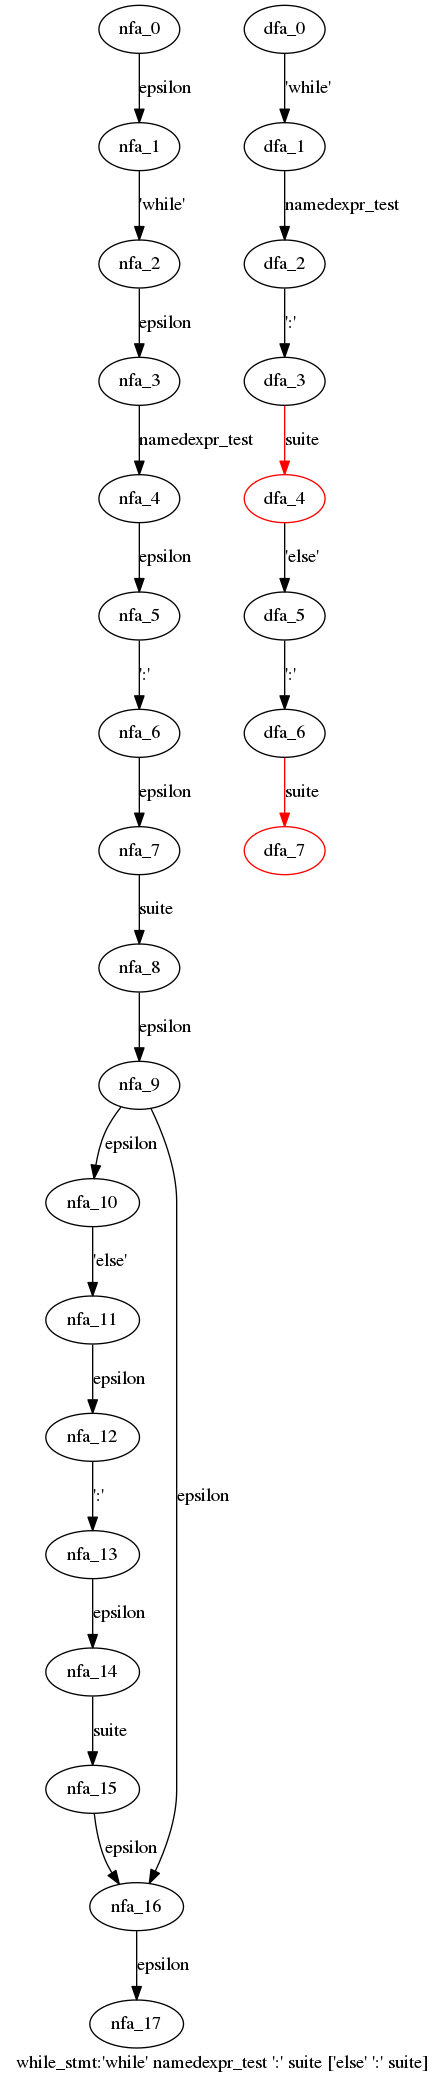 nfa_0 dfa_0
epsilon 'while'
nfa_1 dfa_1
'while' namedexpr_test
nfa_2 dfa_2
epsilon ':'
nfa_3 dfa_3
namedexpr_test suite
nfa_4 dfa_4
epsilon 'else'
nfa_5 dfa_5
':' ':'
nfa_6 dfa_6
epsilon suite
nfa_7 dfa_7
suite
nfa_8
epsilon
nfa_9
epsilon
nfa_10
'else'
nfa_11
epsilon
nfa_12
':' epsilon
nfa_13
epsilon
nfa_14
suite
nfa_15
epsilon
nfa_16
epsilon
nfa_17
while_stmt:'while' namedexpr_test ':' suite ['else' ':' suite]